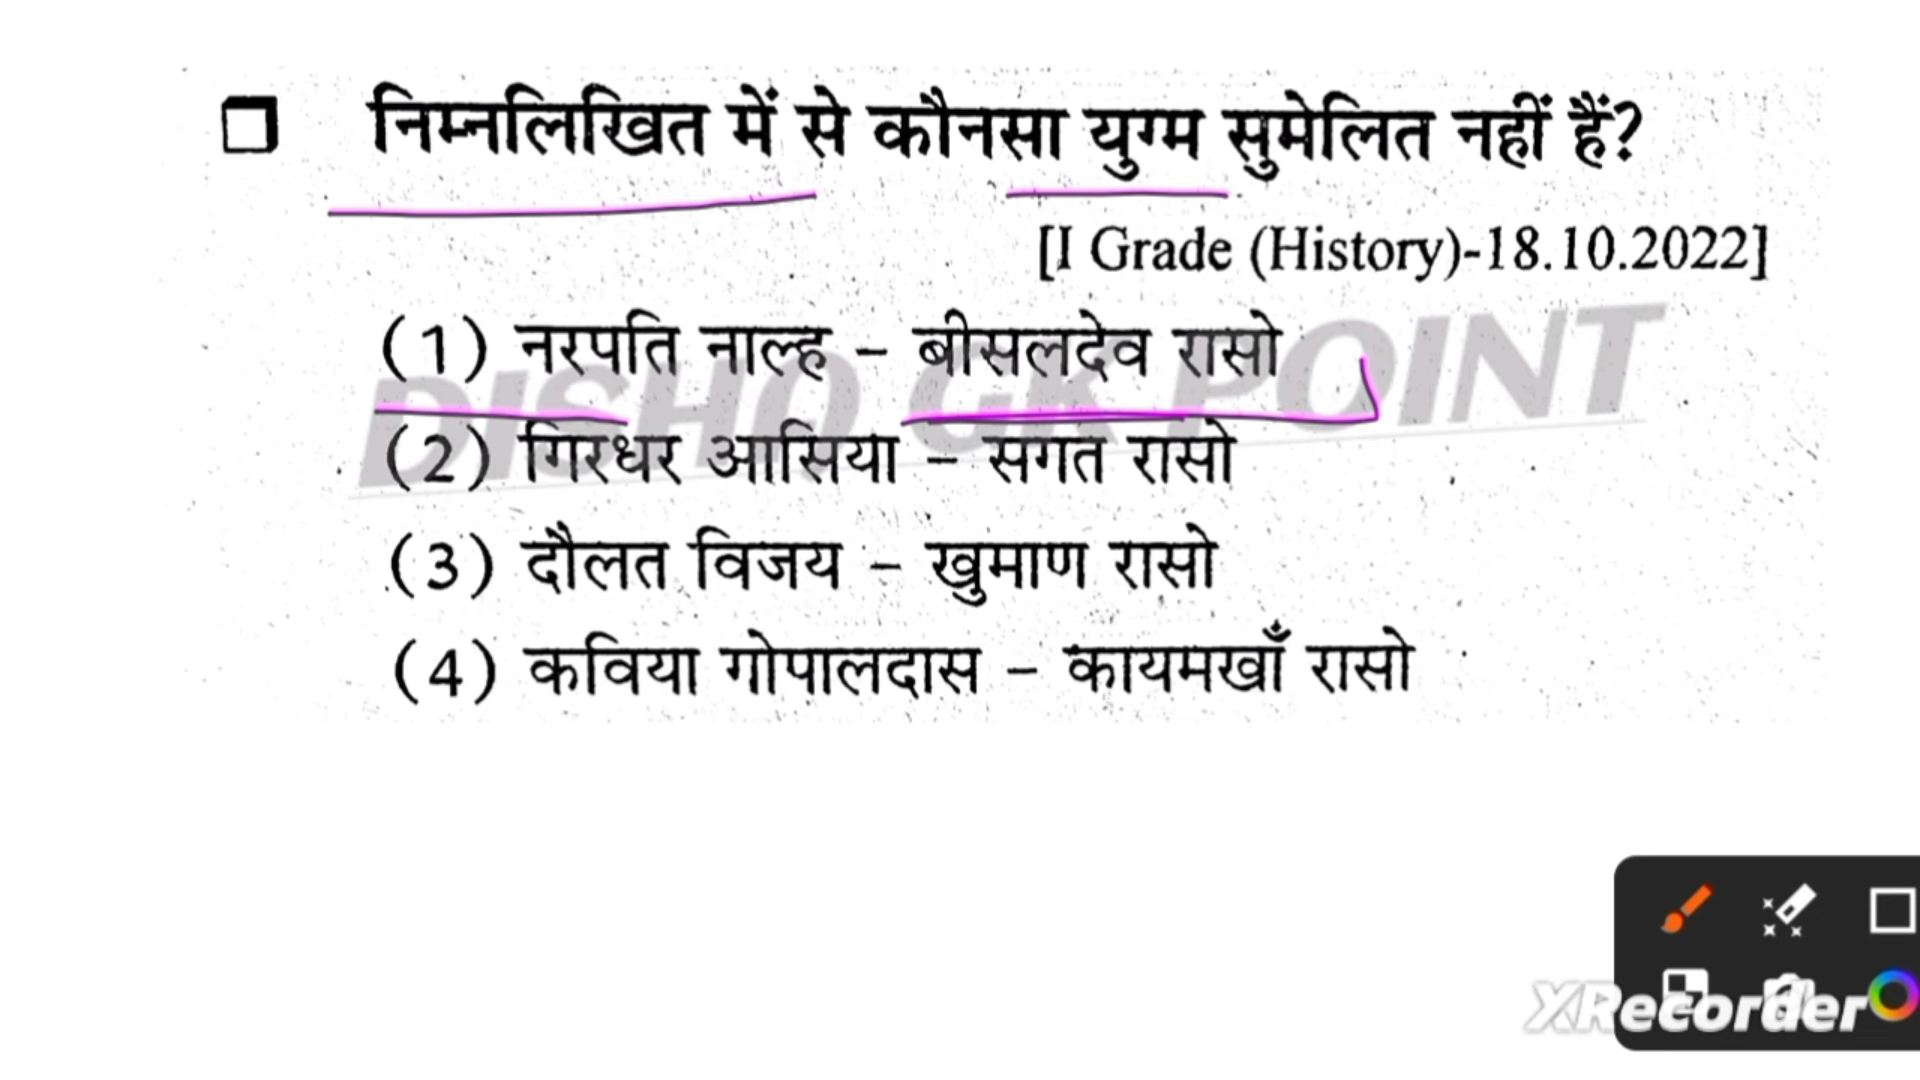 निम्नलिखित में से कौनसा युग्म सुमेलित नहीं हैं?
[I Grade (History)-18.10.2022]
(1) नरपति नाल्ह – बीसलदेव रासो
DISHO GK POINT
(2) गिरधर आसिया – सगत रासो
(3) दौलत विजय – खुमाण रासो
(4) कविया गोपालदास – कायमखाँ रासो
XRecorder